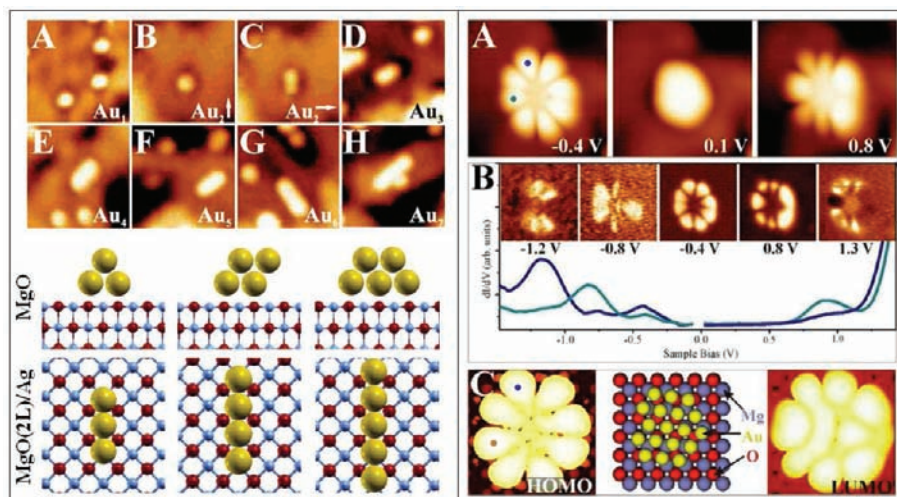 A B C D
Au₁ Au₂ Au₂ Au₃
E F G H
Au₄ Au₅ Au₆ Au₇
MgO
MgO(2L)/Ag
A
-0.4 V 0.1 V 0.8 V
B
-1.2 V -0.8 V -0.4 V 0.8 V 1.3 V
dI/dV (arb. units)
-1.0 -0.5 0.0 0.5 1.0
Sample Bias (V)
C
Mg
Au
O
HOMO LUMO